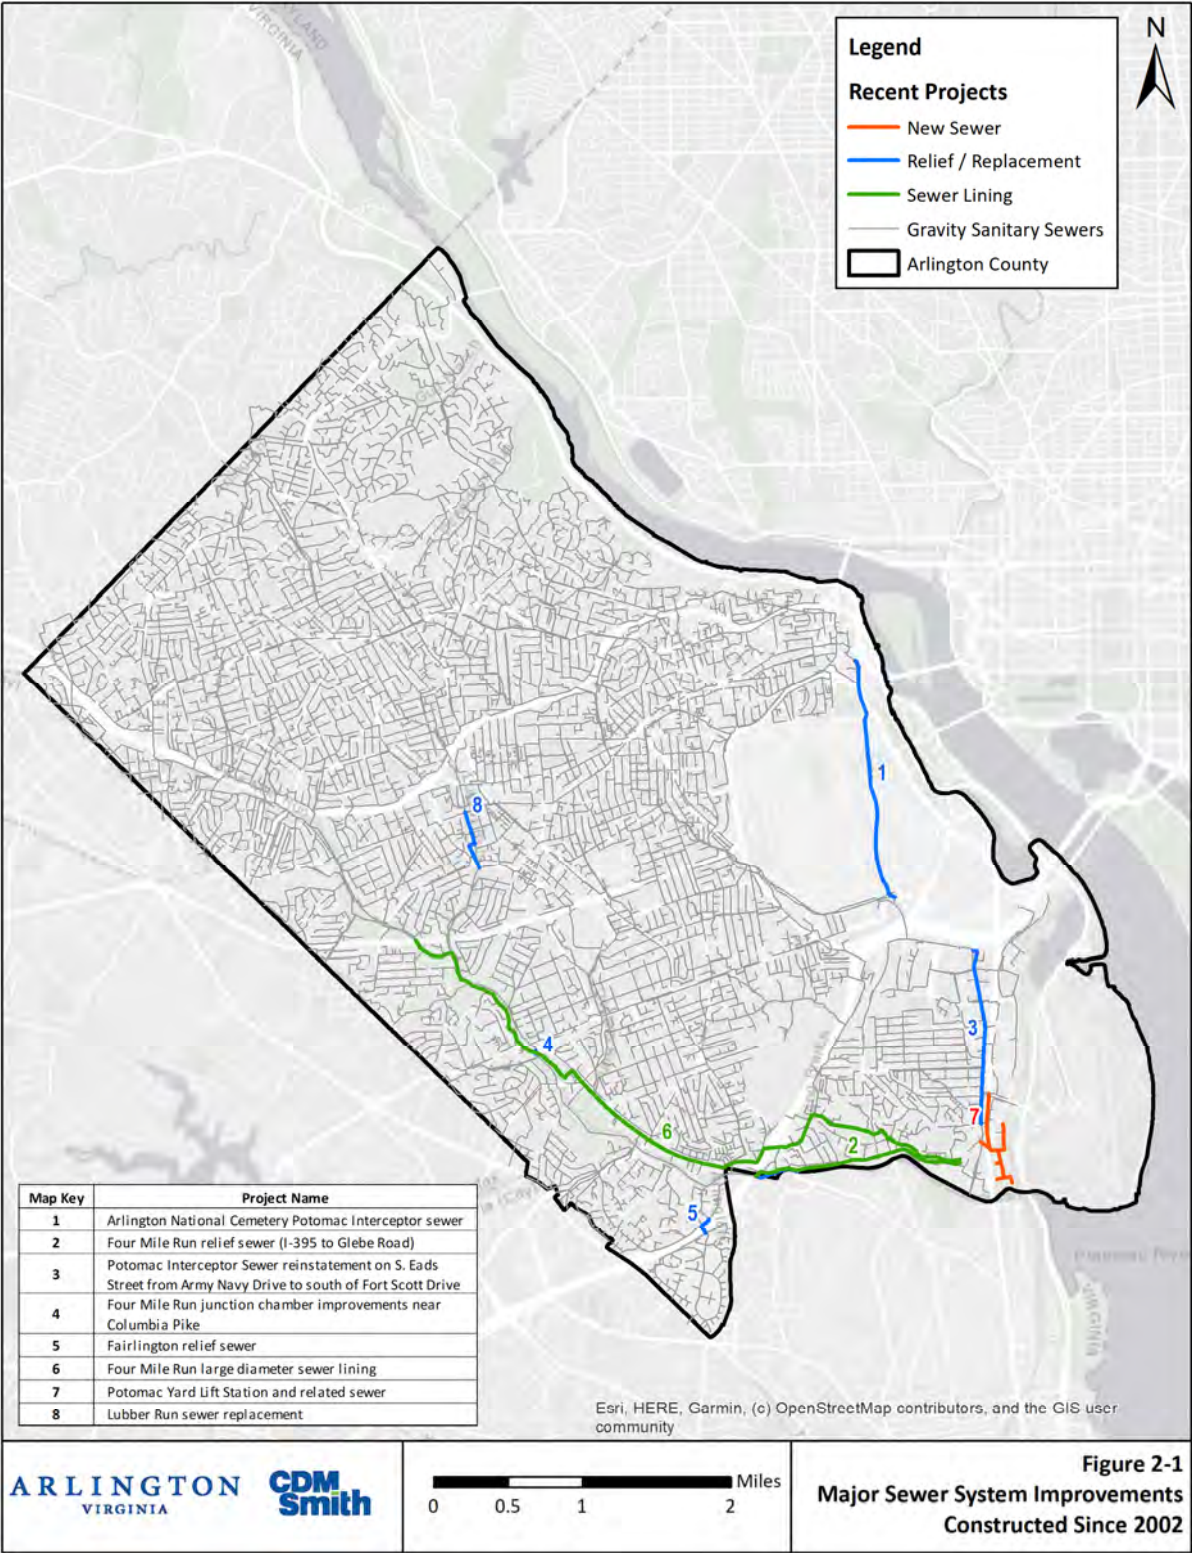 MARYLAND
VIRGINIA
Legend
Recent Projects
New Sewer
Relief / Replacement
Sewer Lining
Gravity Sanitary Sewers
Arlington County
N
1
8
3
4
7
6
2
5
VIRGINIA
Map Key Project Name
1 Arlington National Cemetery Potomac Interceptor sewer
2 Four Mile Run relief sewer (I-395 to Glebe Road)
3 Potomac Interceptor Sewer reinstatement on S. Eads
Street from Army Navy Drive to south of Fort Scott Drive
4 Four Mile Run junction chamber improvements near
Columbia Pike
5 Fairlington relief sewer
6 Four Mile Run large diameter sewer lining
7 Potomac Yard Lift Station and related sewer
8 Lubber Run sewer replacement
Esri, HERE, Garmin, (c) OpenStreetMap contributors, and the GIS user
community
ARLINGTON
VIRGINIA
CDM
Smith
Miles
0 0.5 1 2
Figure 2-1
Major Sewer System Improvements
Constructed Since 2002